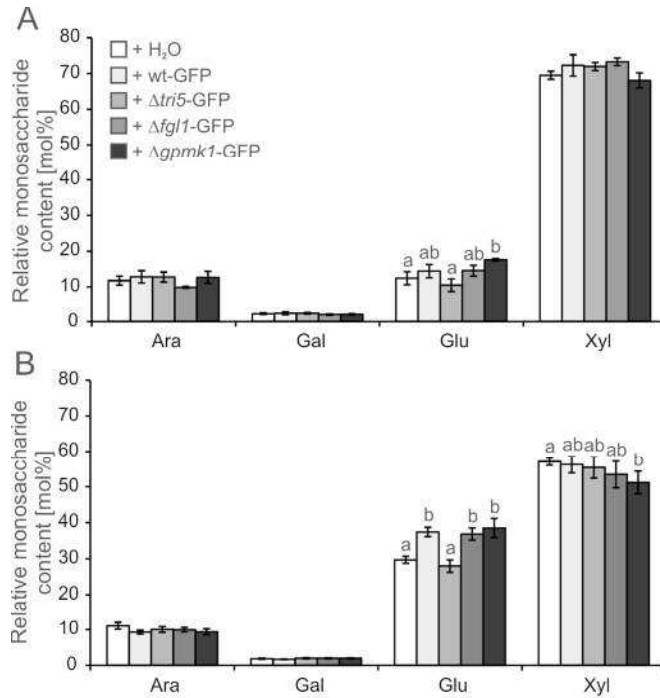 A
Relative monosaccharide
content [mol%]
80
70
60
50
40
30
20
10
0
+ H₂O
+ wt-GFP
+ Δtri5-GFP
+ Δfgl1-GFP
+ Δgpmk1-GFP
a ab a ab b
Ara Gal Glu Xyl
B
Relative monosaccharide
content [mol%]
80
70
60
50
40
30
20
10
0
a b a b b
a ab ab ab b
Ara Gal Glu Xyl